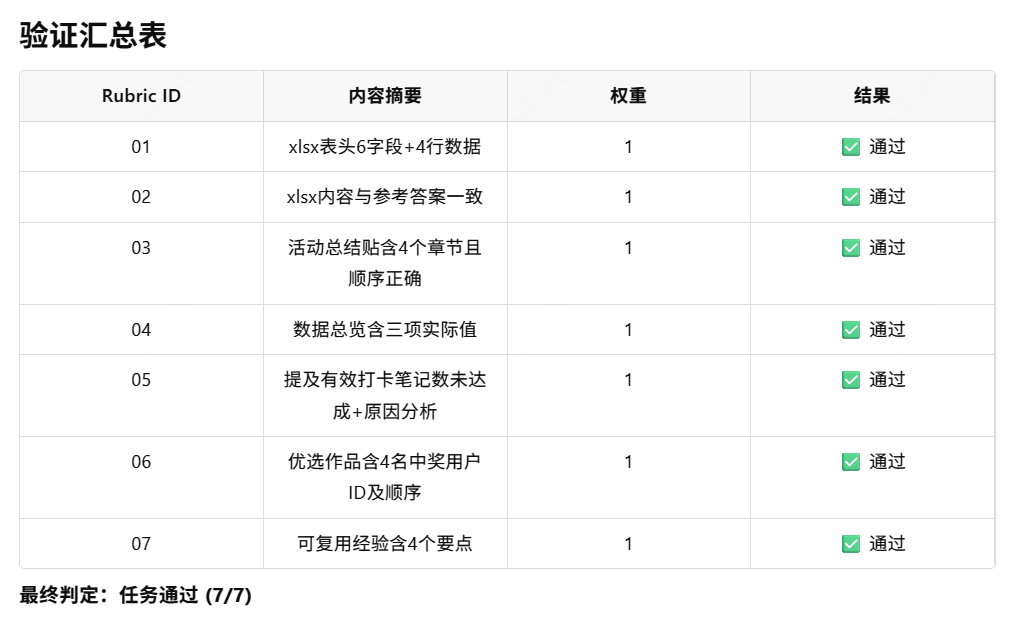 验证汇总表
Rubric ID 内容摘要 权重 结果
01 xlsx表头6字段+4行数据 1 ✅ 通过
02 xlsx内容与参考答案一致 1 ✅ 通过
03 活动总结贴含4个章节且 1 ✅ 通过
顺序正确
04 数据总览含三项实际值 1 ✅ 通过
05 提及有效打卡笔记数未达 1 ✅ 通过
成+原因分析
06 优选作品含4名中奖用户 1 ✅ 通过
ID及顺序
07 可复用经验含4个要点 1 ✅ 通过
最终判定：任务通过 (7/7)